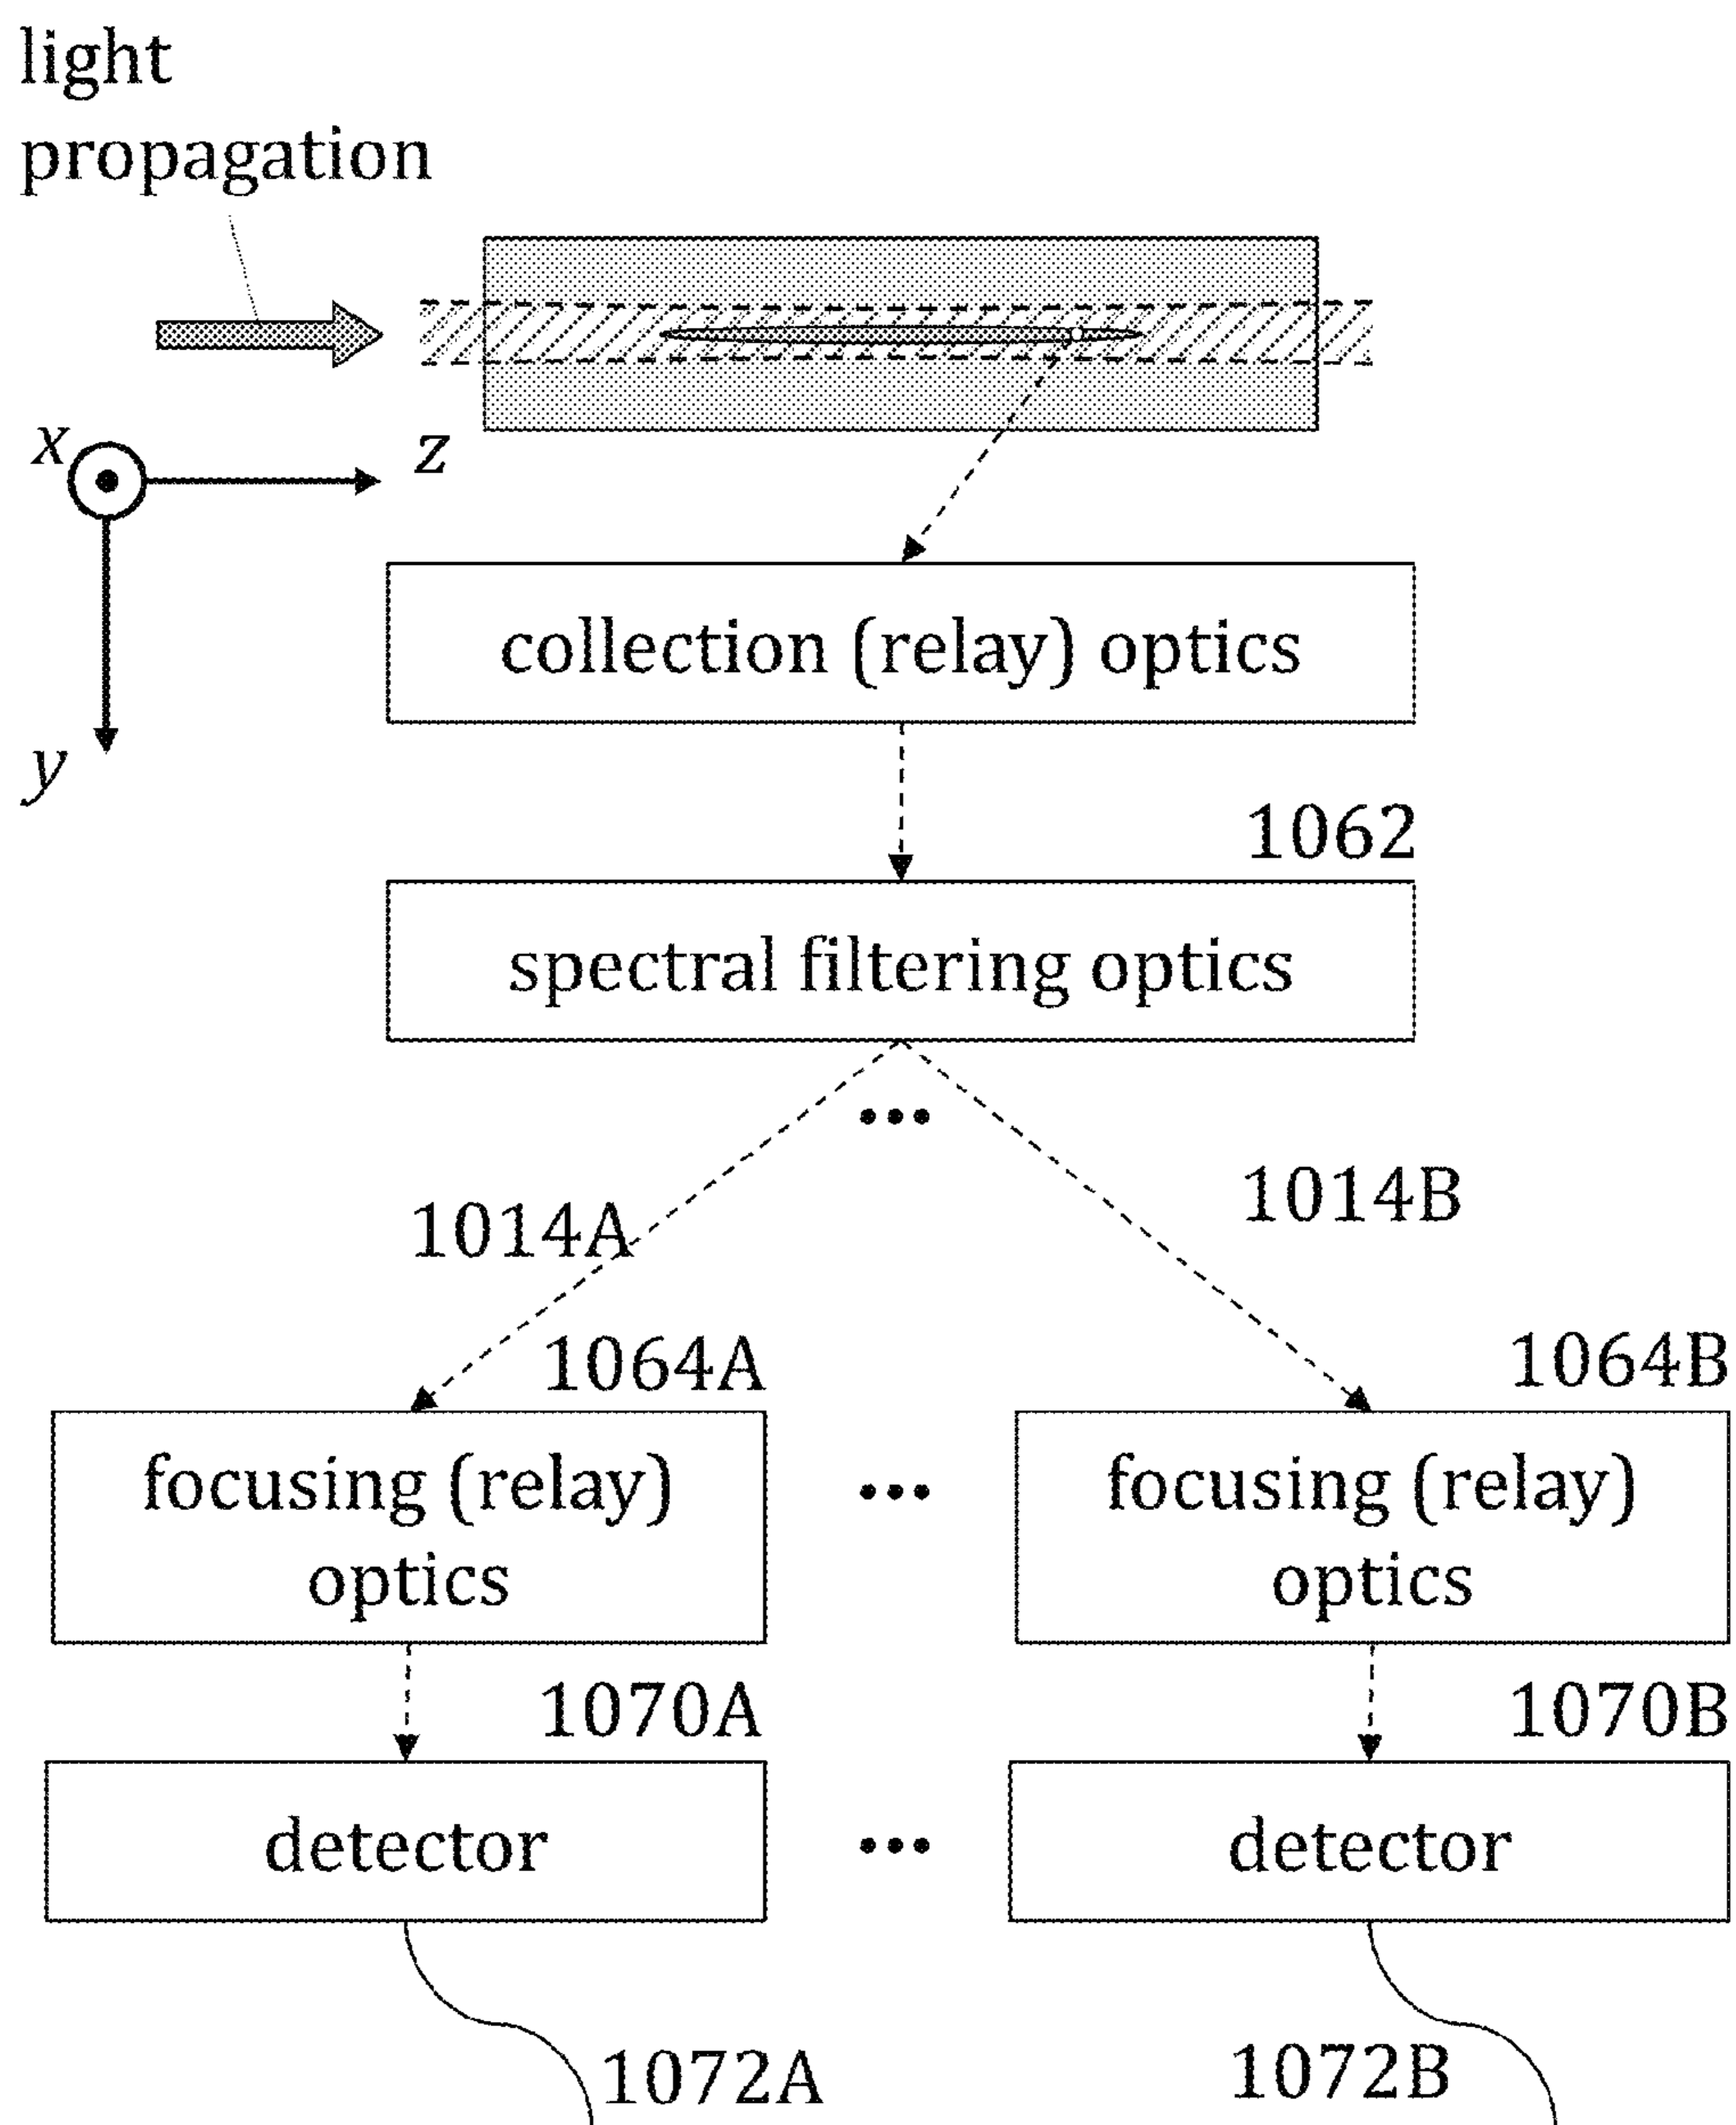 light
propagation
x
z
y
collection (relay) optics
1062
spectral filtering optics
...
1014A
1014B
1064A
1064B
focusing (relay)
optics
...
focusing (relay)
optics
1070A
1070B
detector
...
detector
1072A
1072B